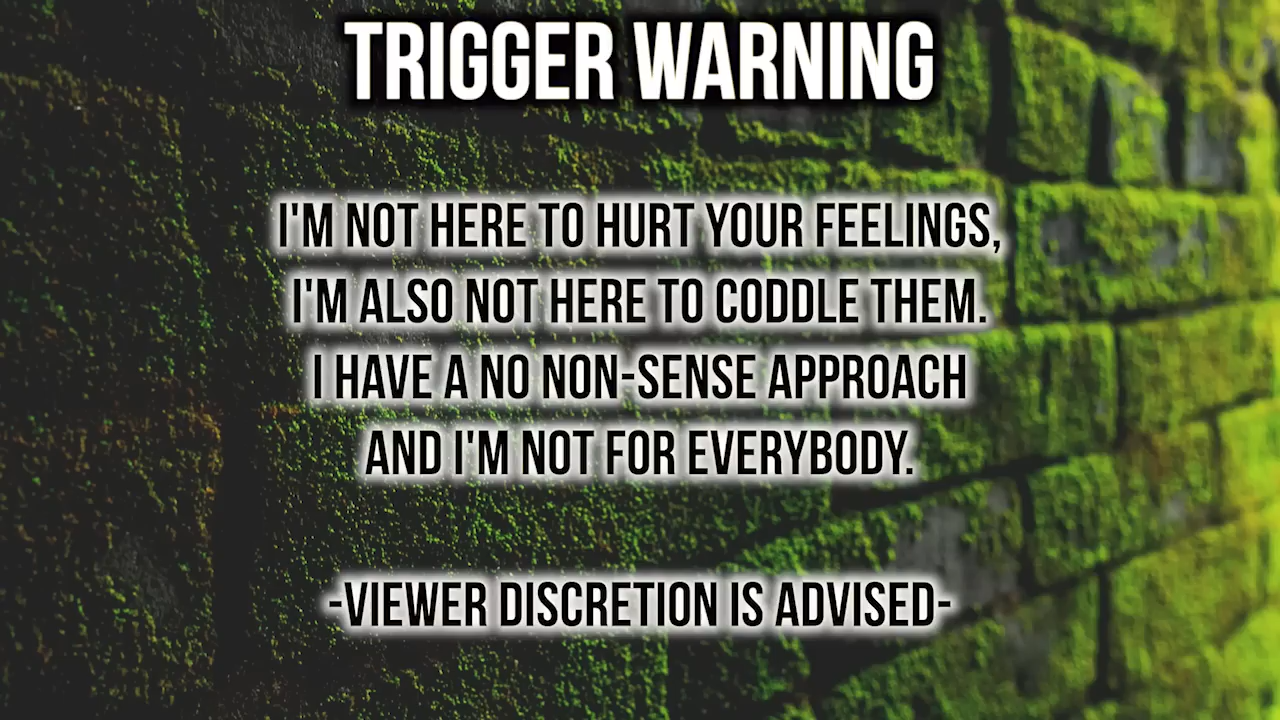 TRIGGER WARNING
I'M NOT HERE TO HURT YOUR FEELINGS,
I'M ALSO NOT HERE TO CODDLE THEM.
I HAVE A NO NON-SENSE APPROACH
AND I'M NOT FOR EVERYBODY.
-VIEWER DISCRETION IS ADVISED-